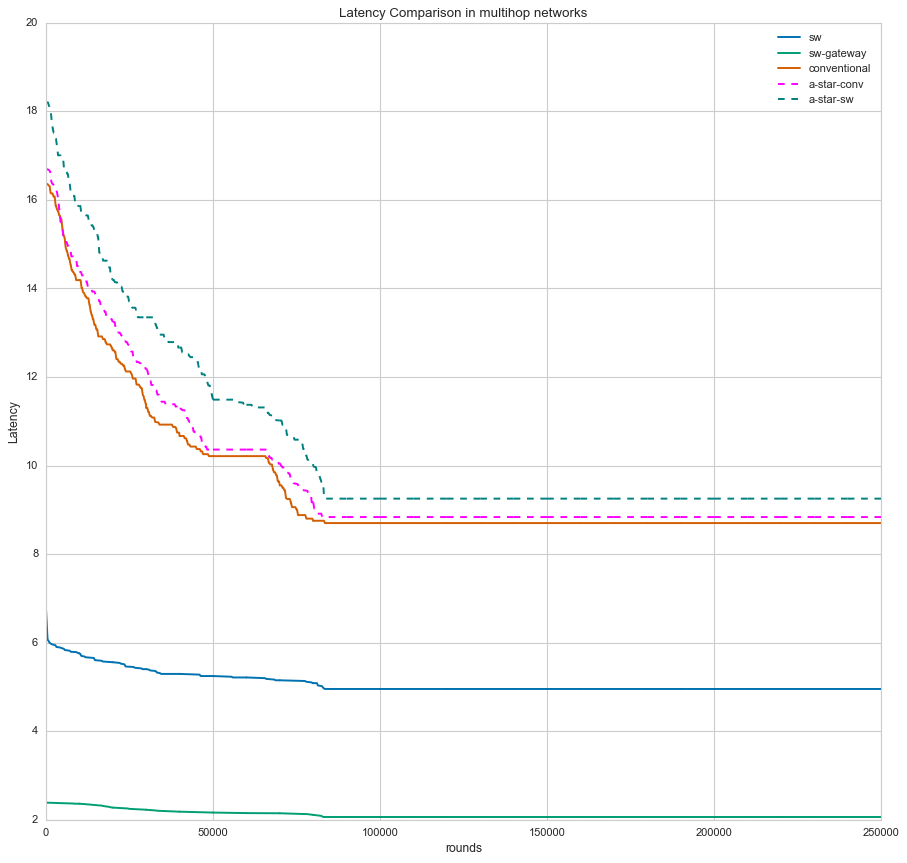 Latency Comparison in multihop networks
20
18
16
14
12
10
8
6
4
2
Latency
sw
sw-gateway
conventional
a-star-conv
a-star-sw
0
50000
100000
150000
200000
250000
rounds